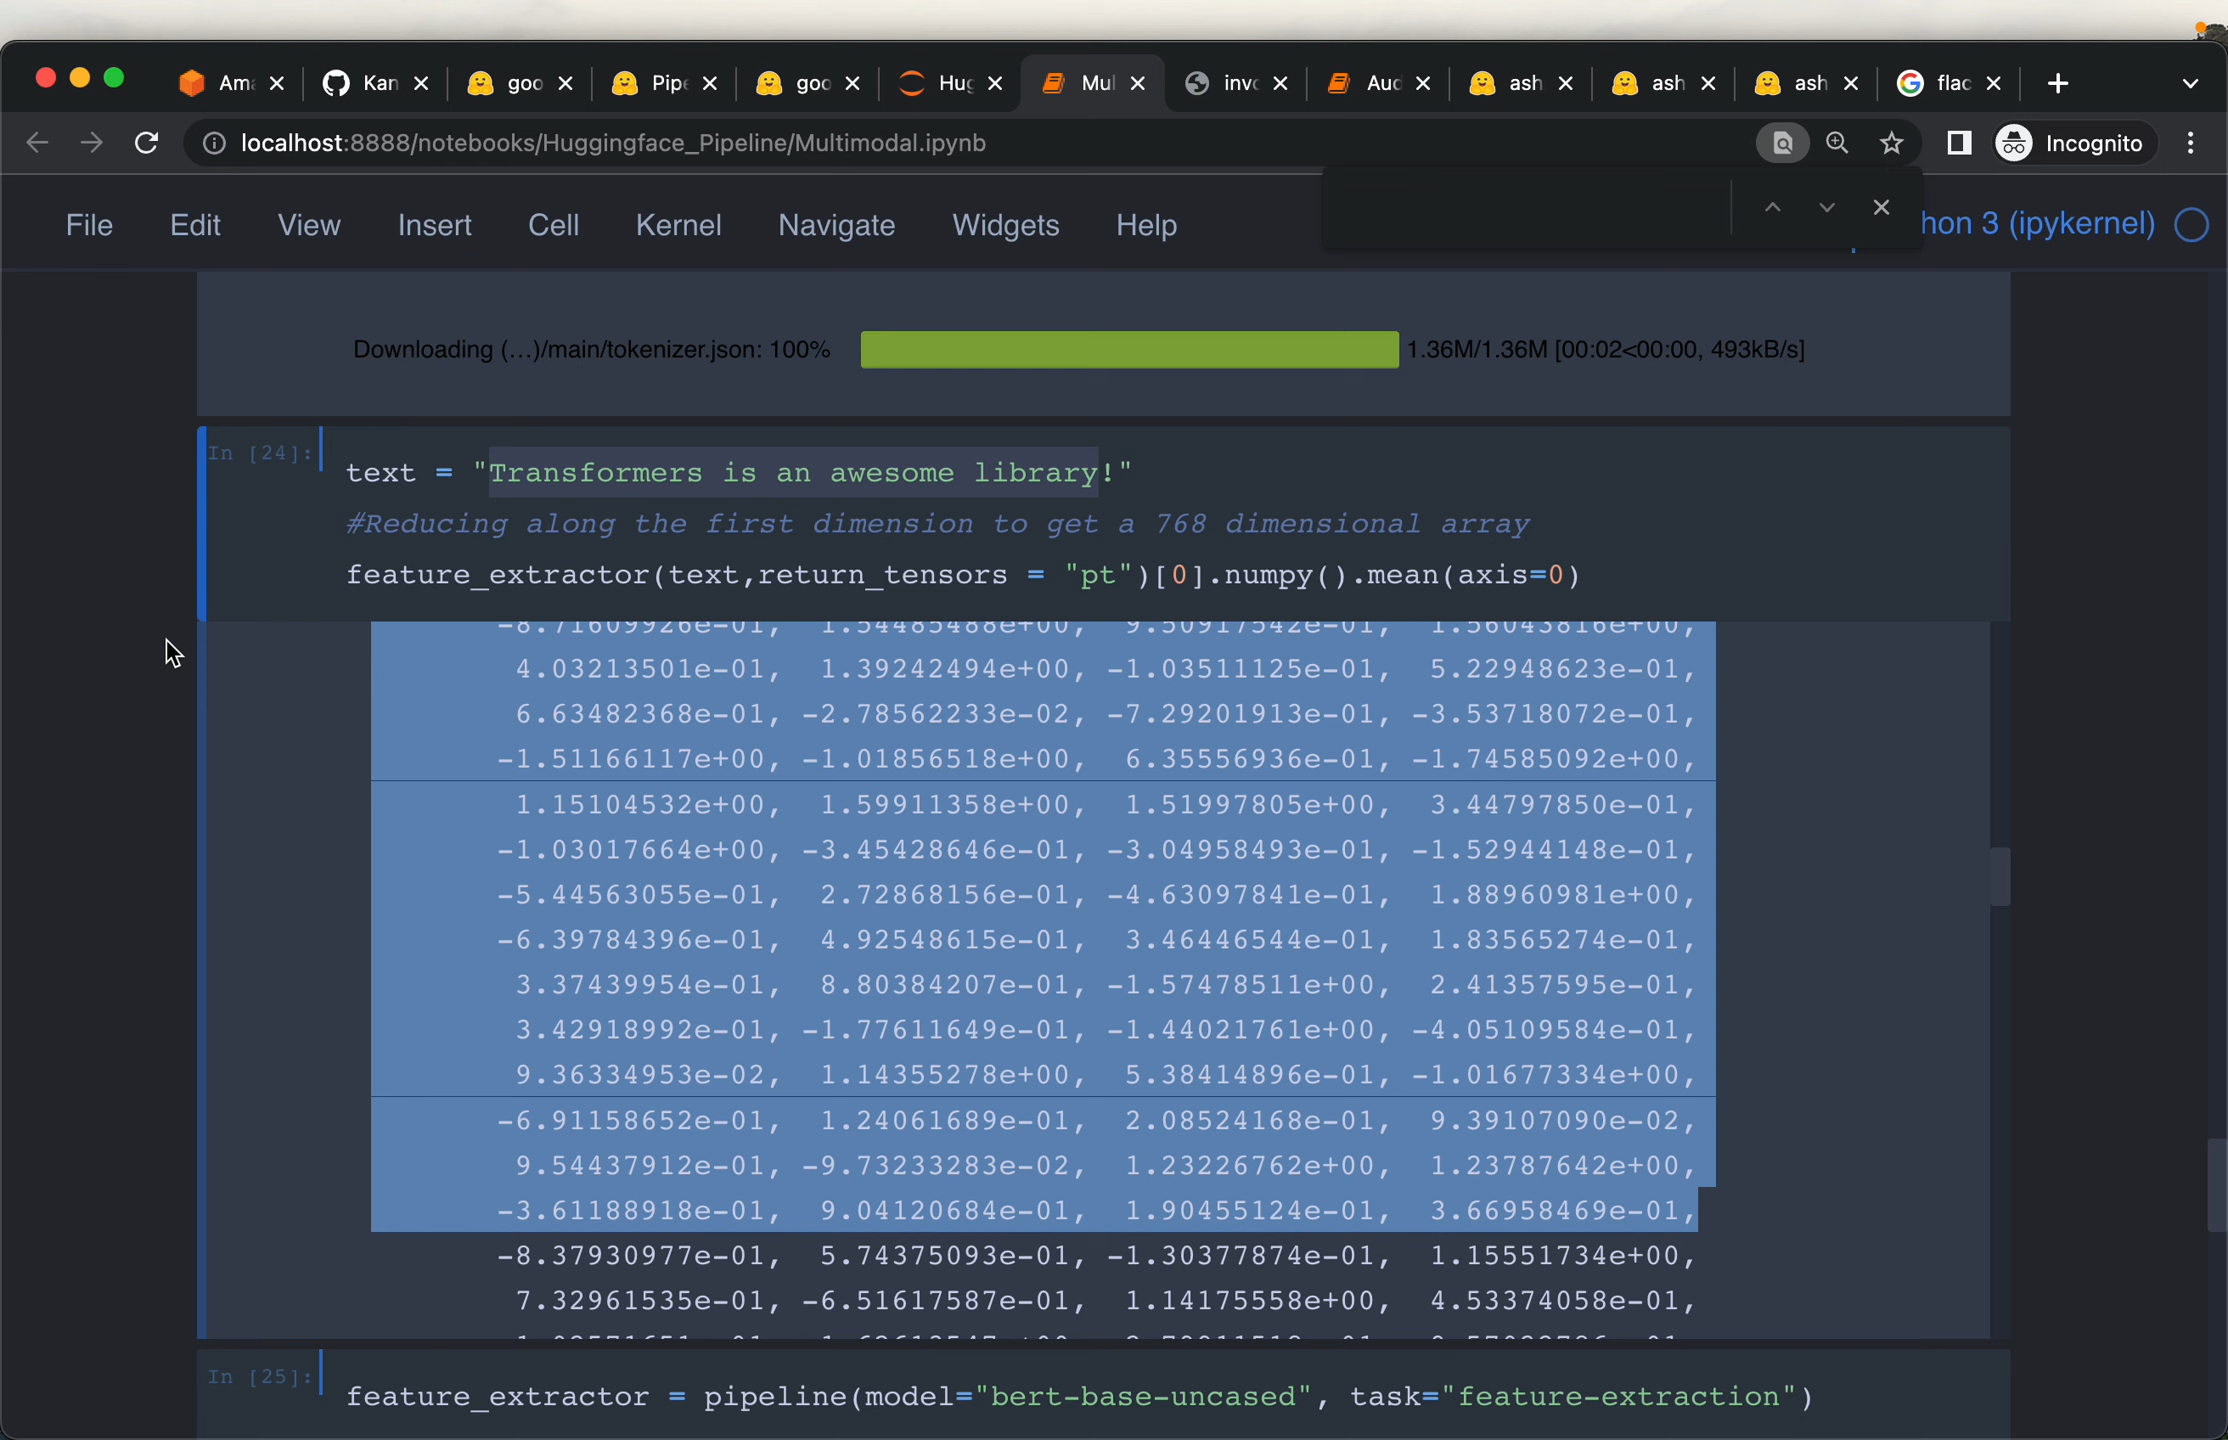 Ama
Kan
goo
Pipe
goo
Hug
Mul
invo
Aud
ash
ash
ash
flac
localhost:8888/notebooks/Huggingface_Pipeline/Multimodal.ipynb
Incognito
File Edit View Insert Cell Kernel Navigate Widgets Help
hon 3 (ipykernel)
Downloading (…)/main/tokenizer.json: 100% 1.36M/1.36M [00:02<00:00, 493kB/s]
In [24]:
text = "Transformers is an awesome library!"
#Reducing along the first dimension to get a 768 dimensional array
feature_extractor(text,return_tensors = "pt")[0].numpy().mean(axis=0)
-8.71609926e-01, 1.54485488e+00, 9.50917542e-01, 1.56043816e+00,
4.03213501e-01, 1.39242494e+00, -1.03511125e-01, 5.22948623e-01,
6.63482368e-01, -2.78562233e-02, -7.29201913e-01, -3.53718072e-01,
-1.51166117e+00, -1.01856518e+00, 6.35556936e-01, -1.74585092e+00,
1.15104532e+00, 1.59911358e+00, 1.51997805e+00, 3.44797850e-01,
-1.03017664e+00, -3.45428646e-01, -3.04958493e-01, -1.52944148e-01,
-5.44563055e-01, 2.72868156e-01, -4.63097841e-01, 1.88960981e+00,
-6.39784396e-01, 4.92548615e-01, 3.46446544e-01, 1.83565274e-01,
3.37439954e-01, 8.80384207e-01, -1.57478511e+00, 2.41357595e-01,
3.42918992e-01, -1.77611649e-01, -1.44021761e+00, -4.05109584e-01,
9.36334953e-02, 1.14355278e+00, 5.38414896e-01, -1.01677334e+00,
-6.91158652e-01, 1.24061689e-01, 2.08524168e-01, 9.39107090e-02,
9.54437912e-01, -9.73233283e-02, 1.23226762e+00, 1.23787642e+00,
-3.61188918e-01, 9.04120684e-01, 1.90455124e-01, 3.66958469e-01,
-8.37930977e-01, 5.74375093e-01, -1.30377874e-01, 1.15551734e+00,
7.32961535e-01, -6.51617587e-01, 1.14175558e+00, 4.53374058e-01,
In [25]:
feature_extractor = pipeline(model="bert-base-uncased", task="feature-extraction")